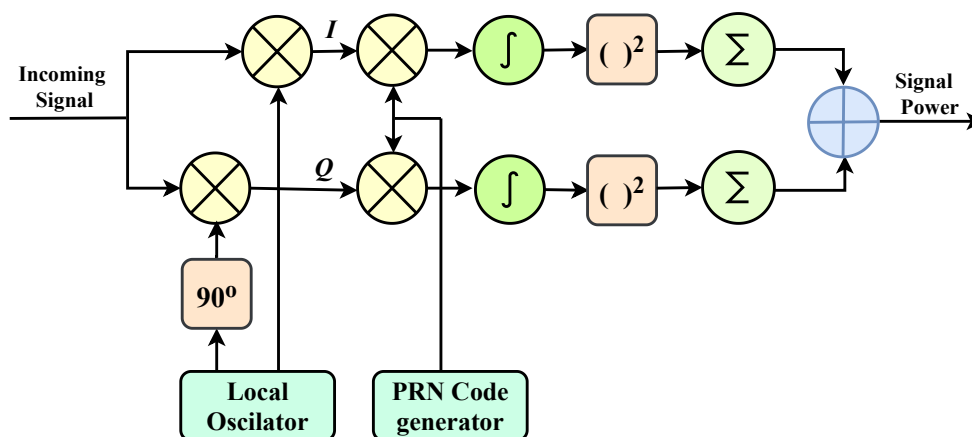 I
∫
( )²
Σ
Incoming
Signal
Signal
Power
Q
∫
( )²
Σ
90º
Local
Oscilator
PRN Code
generator